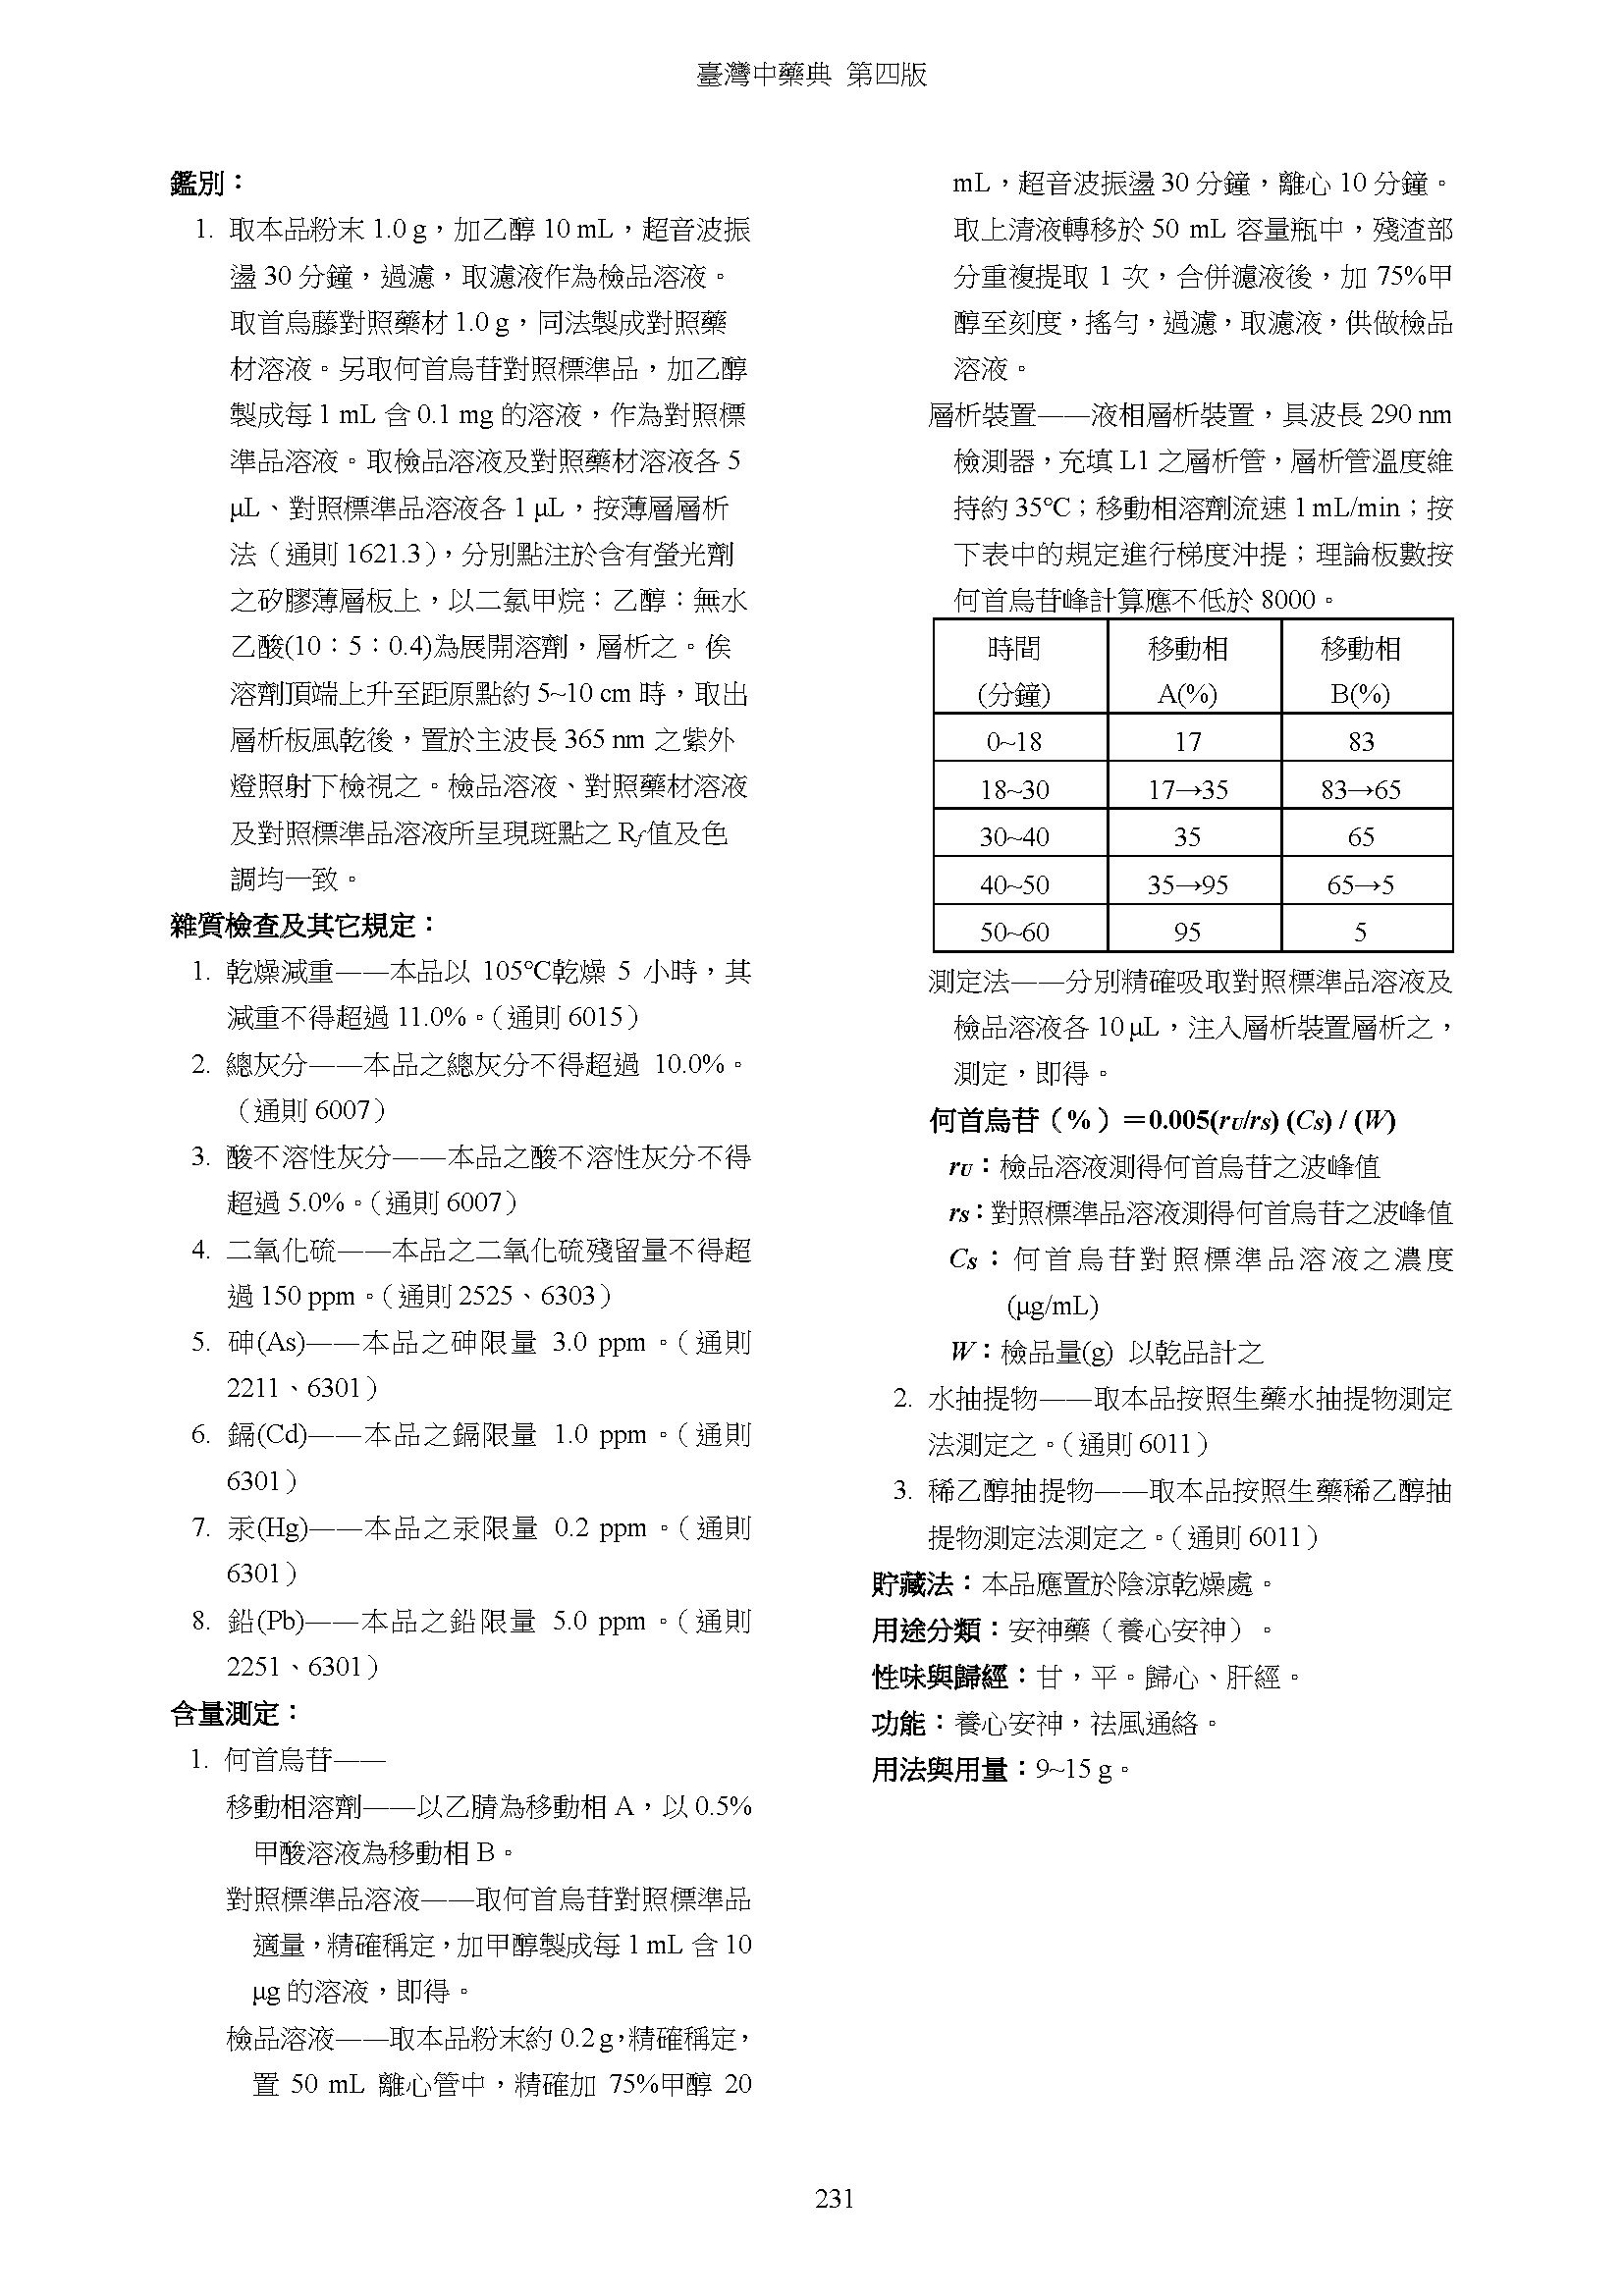 臺灣中藥典 第四版
鑑別：
1. 取本品粉末 1.0 g，加乙醇 10 mL，超音波振
盪 30 分鐘，過濾，取濾液作為檢品溶液。
取首烏藤對照藥材 1.0 g，同法製成對照藥
材溶液。另取何首烏苷對照標準品，加乙醇
製成每 1 mL 含 0.1 mg 的溶液，作為對照標
準品溶液。取檢品溶液及對照藥材溶液各 5
μL、對照標準品溶液各 1 μL，按薄層層析
法（通則 1621.3），分別點注於含有螢光劑
之矽膠薄層板上，以二氯甲烷：乙醇：無水
乙酸(10：5：0.4)為展開溶劑，層析之。俟
溶劑頂端上升至距原點約 5~10 cm 時，取出
層析板風乾後，置於主波長 365 nm 之紫外
燈照射下檢視之。檢品溶液、對照藥材溶液
及對照標準品溶液所呈現斑點之 Rf值及色
調均一致。
雜質檢查及其它規定：
1. 乾燥減重——本品以 105℃乾燥 5 小時，其
減重不得超過 11.0%。（通則 6015）
2. 總灰分——本品之總灰分不得超過 10.0%。
（通則 6007）
3. 酸不溶性灰分——本品之酸不溶性灰分不得
超過 5.0%。（通則 6007）
4. 二氧化硫——本品之二氧化硫殘留量不得超
過 150 ppm。（通則 2525、6303）
5. 砷(As)——本品之砷限量 3.0 ppm。（通則
2211、6301）
6. 鎘(Cd)——本品之鎘限量 1.0 ppm。（通則
6301）
7. 汞(Hg)——本品之汞限量 0.2 ppm。（通則
6301）
8. 鉛(Pb)——本品之鉛限量 5.0 ppm。（通則
2251、6301）
含量測定：
1. 何首烏苷——
移動相溶劑——以乙腈為移動相 A，以 0.5%
甲酸溶液為移動相 B。
對照標準品溶液——取何首烏苷對照標準品
適量，精確稱定，加甲醇製成每 1 mL 含 10
μg 的溶液，即得。
檢品溶液——取本品粉末約 0.2 g，精確稱定，
置 50 mL 離心管中，精確加 75%甲醇 20
mL，超音波振盪 30 分鐘，離心 10 分鐘。
取上清液轉移於 50 mL 容量瓶中，殘渣部
分重複提取 1 次，合併濾液後，加 75%甲
醇至刻度，搖勻，過濾，取濾液，供做檢品
溶液。
層析裝置——液相層析裝置，具波長 290 nm
檢測器，充填 L1 之層析管，層析管溫度維
持約 35℃；移動相溶劑流速 1 mL/min；按
下表中的規定進行梯度沖提；理論板數按
何首烏苷峰計算應不低於 8000。
時間 移動相 移動相
(分鐘) A(%) B(%)
0~18 17 83
18~30 17→35 83→65
30~40 35 65
40~50 35→95 65→5
50~60 95 5
測定法——分別精確吸取對照標準品溶液及
檢品溶液各 10 μL，注入層析裝置層析之，
測定，即得。
何首烏苷（%）＝0.005(rU/rS) (CS) / (W)
rU：檢品溶液測得何首烏苷之波峰值
rS：對照標準品溶液測得何首烏苷之波峰值
CS：何首烏苷對照標準品溶液之濃度
(μg/mL)
W：檢品量(g) 以乾品計之
2. 水抽提物——取本品按照生藥水抽提物測定
法測定之。（通則 6011）
3. 稀乙醇抽提物——取本品按照生藥稀乙醇抽
提物測定法測定之。（通則 6011）
貯藏法：本品應置於陰涼乾燥處。
用途分類：安神藥（養心安神）。
性味與歸經：甘，平。歸心、肝經。
功能：養心安神，祛風通絡。
用法與用量：9~15 g。
231